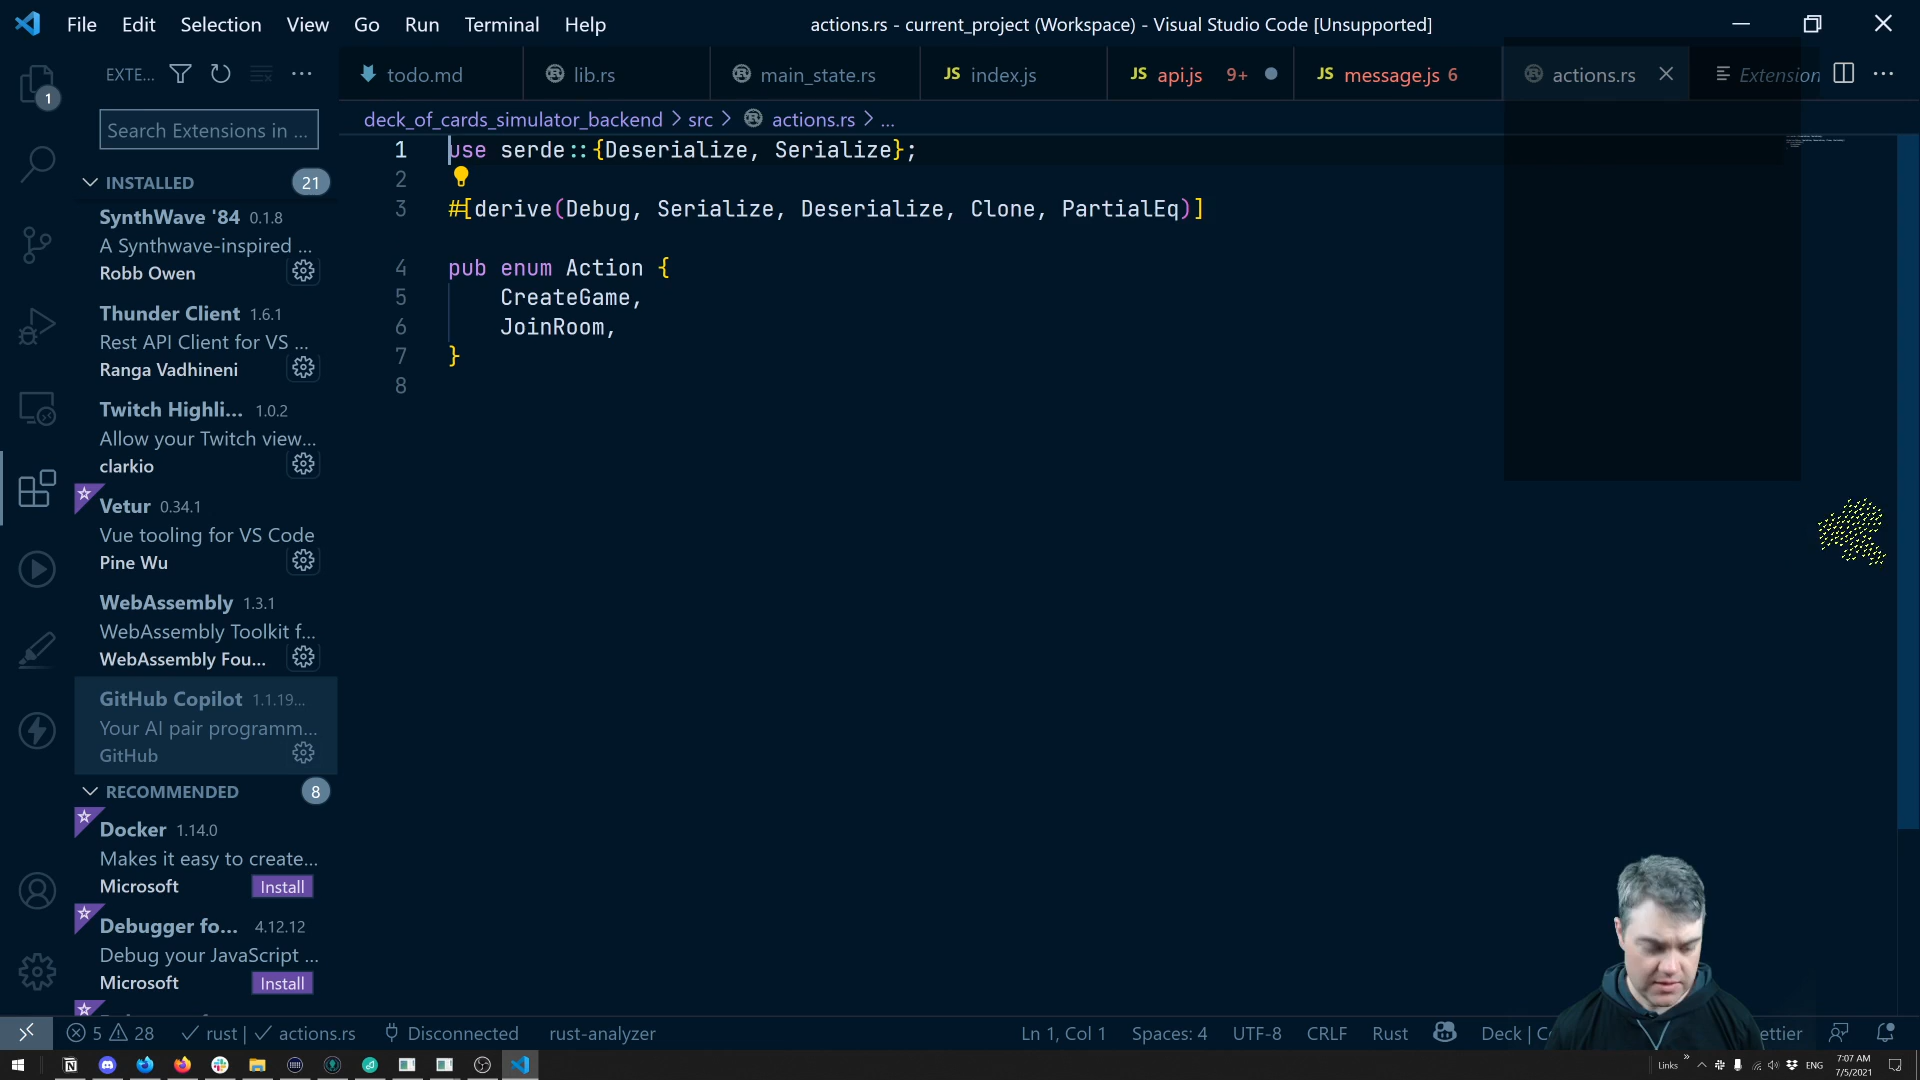 File Edit Selection View Go Run Terminal Help
actions.rs - current_project (Workspace) - Visual Studio Code [Unsupported]
EXTE...
todo.md
lib.rs
main_state.rs
JS index.js
JS api.js 9+
JS message.js 6
actions.rs
Extension
1
Search Extensions in ...
deck_of_cards_simulator_backend > src > actions.rs > ...
INSTALLED 21
SynthWave '84 0.1.8
A Synthwave-inspired ...
Robb Owen
Thunder Client 1.6.1
Rest API Client for VS ...
Ranga Vadhineni
Twitch Highli... 1.0.2
Allow your Twitch view...
clarkio
Vetur 0.34.1
Vue tooling for VS Code
Pine Wu
WebAssembly 1.3.1
WebAssembly Toolkit f...
WebAssembly Fou...
GitHub Copilot 1.1.19...
Your AI pair programm...
GitHub
RECOMMENDED 8
Docker 1.14.0
Makes it easy to create...
Microsoft Install
Debugger fo... 4.12.12
Debug your JavaScript ...
Microsoft Install
1 use serde::{Deserialize, Serialize};
2
3 #[derive(Debug, Serialize, Deserialize, Clone, PartialEq)]
4 pub enum Action {
5 CreateGame,
6 JoinRoom,
7 }
8
5 28 rust | actions.rs Disconnected rust-analyzer
Ln 1, Col 1 Spaces: 4 UTF-8 CRLF Rust Deck | Co ettier
Links ENG 7:07 AM
7/5/2021